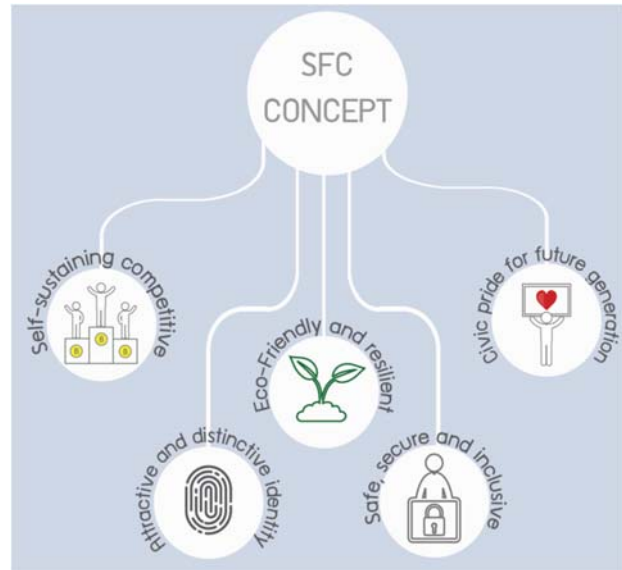 SFC
CONCEPT
Self-sustaining competitive
Attractive and distinctive identity
Eco-Friendly and resilient
Safe, secure and inclusive
Civic pride for future generation